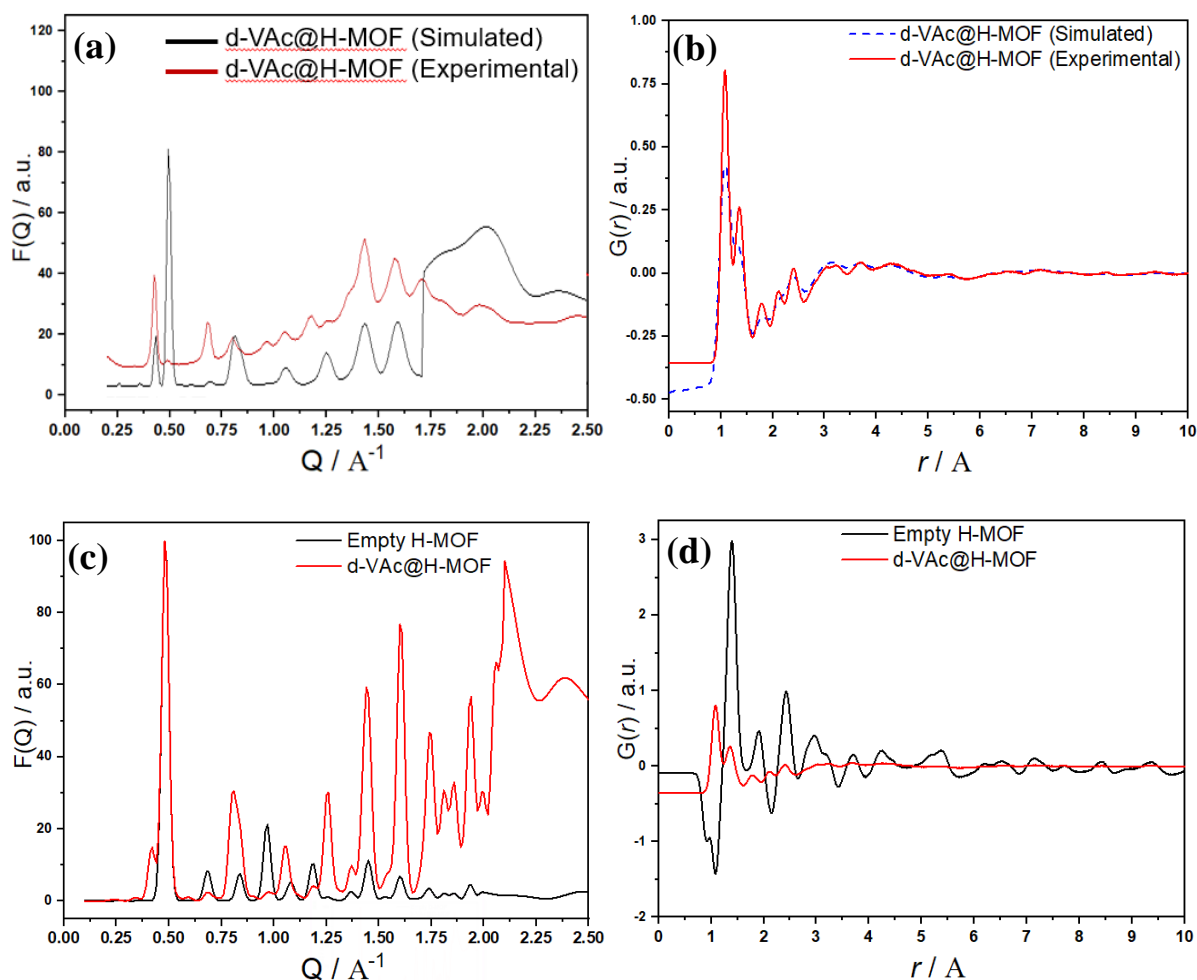 (a)
d-VAc@H-MOF (Simulated)
d-VAc@H-MOF (Experimental)
120
100
80
60
40
20
0
F(Q) / a.u.
0.00 0.25 0.50 0.75 1.00 1.25 1.50 1.75 2.00 2.25 2.50
Q / A-1
(b)
d-VAc@H-MOF (Simulated)
d-VAc@H-MOF (Experimental)
1.00
0.75
0.50
0.25
0.00
-0.25
-0.50
G(r) / a.u.
0 1 2 3 4 5 6 7 8 9 10
r / A
(c)
Empty H-MOF
d-VAc@H-MOF
100
80
60
40
20
0
F(Q) / a.u.
0.00 0.25 0.50 0.75 1.00 1.25 1.50 1.75 2.00 2.25 2.50
Q / A-1
(d)
Empty H-MOF
d-VAc@H-MOF
3
2
1
0
-1
-2
G(r) / a.u.
0 1 2 3 4 5 6 7 8 9 10
r / A